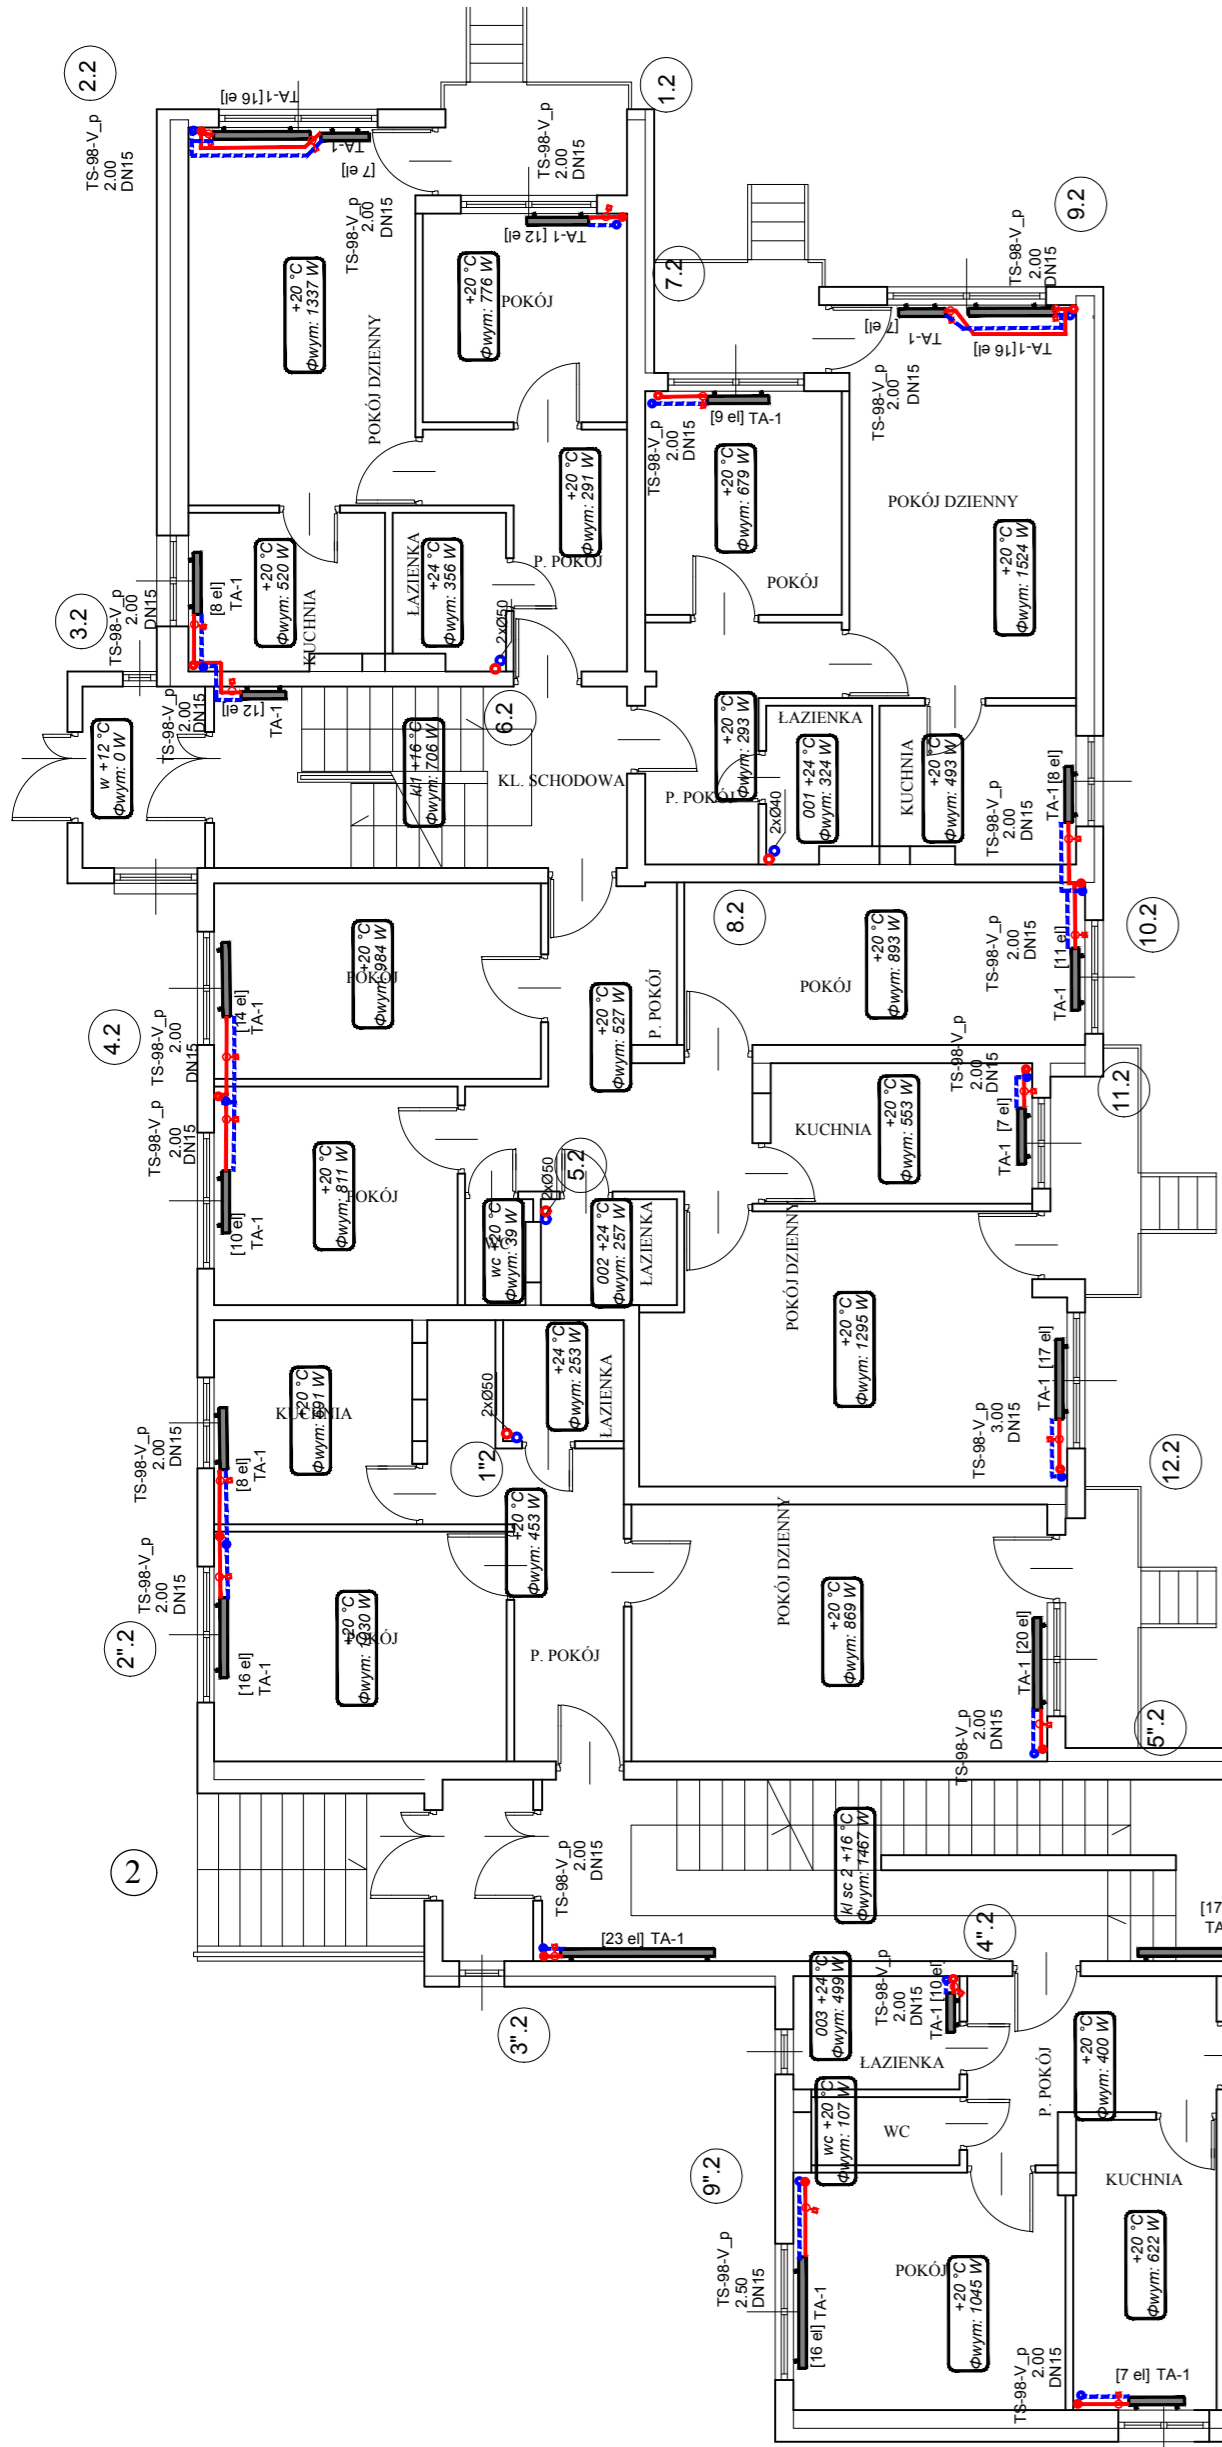 2.2
TS-98-V_p
2.00
DN15
TA-1[16 el]
TA-1
[7 el]
1.2
TS-98-V_p
2.00
DN15
TS-98-V_p
2.00
DN15
TA-1 [12 el]
+20 °C
Φwym: 1337 W
POKÓJ DZIENNY
+20 °C
Φwym: 776 W
POKÓJ
7.2
9.2
TS-98-V_p
2.00
DN15
[7 el]
TA-1
TA-1[16 el]
TS-98-V_p
2.00
DN15
[9 el] TA-1
TS-98-V_p
2.00
DN15
+20 °C
Φwym: 679 W
POKÓJ
POKÓJ DZIENNY
+20 °C
Φwym: 1524 W
+20 °C
Φwym: 291 W
P. POKÓJ
ŁAZIENKA
+24 °C
Φwym: 356 W
2xØ50
+20 °C
Φwym: 520 W
KUCHNIA
[8 el]
TA-1
3.2
TS-98-V_p
2.00
DN15
TS-98-V_p
2.00
DN15
[12 el]
TA-1
w +12 °C
Φwym: 0 W
kl1 +16 °C
Φwym: 706 W
6.2
KL. SCHODOWA
+20 °C
Φwym: 293 W
P. POKÓJ
2xØ40
ŁAZIENKA
001 +24 °C
Φwym: 324 W
KUCHNIA
+20 °C
Φwym: 493 W
TA-1[8 el]
TS-98-V_p
2.00
DN15
8.2
+20 °C
Φwym: 893 W
POKÓJ
TS-98-V_p
2.00
DN15
[11 el]
TA-1
10.2
+20 °C
Φwym: 984 W
POKÓJ
[14 el]
TA-1
4.2
TS-98-V_p
2.00
DN15
+20 °C
Φwym: 527 W
P. POKÓJ
TS-98-V_p
2.00
DN15
[10 el]
TA-1
+20 °C
Φwym: 811 W
POKÓJ
11.2
TS-98-V_p
2.00
DN15
TA-1 [7 el]
+20 °C
Φwym: 553 W
KUCHNIA
5.2
2xØ50
wc +20 °C
Φwym: 39 W
WC
002 +24 °C
Φwym: 257 W
ŁAZIENKA
POKÓJ DZIENNY
+20 °C
Φwym: 1295 W
TA-1 [17 el]
TS-98-V_p
3.00
DN15
12.2
+24 °C
Φwym: 253 W
ŁAZIENKA
2xØ50
1"2
+20 °C
Φwym: 691 W
KUCHNIA
[8 el]
TA-1
TS-98-V_p
2.00
DN15
+20 °C
Φwym: 453 W
P. POKÓJ
2".2
TS-98-V_p
2.00
DN15
[16 el]
TA-1
+20 °C
Φwym: 1030 W
POKÓJ
POKÓJ DZIENNY
+20 °C
Φwym: 869 W
TA-1 [20 el]
TS-98-V_p
2.00
DN15
5".2
2
TS-98-V_p
2.00
DN15
[23 el] TA-1
kl sc 2 +16 °C
Φwym: 1467 W
4".2
3".2
003 +24 °C
Φwym: 499 W
ŁAZIENKA
TS-98-V_p
2.00
DN15
TA-1 [10 el]
[17
TA
P. POKÓJ
+20 °C
Φwym: 400 W
wc +20 °C
Φwym: 107 W
WC
9".2
KUCHNIA
+20 °C
Φwym: 622 W
TS-98-V_p
2.50
DN15
[16 el] TA-1
POKÓJ
+20 °C
Φwym: 1045 W
TS-98-V_p
2.00
DN15
[7 el] TA-1